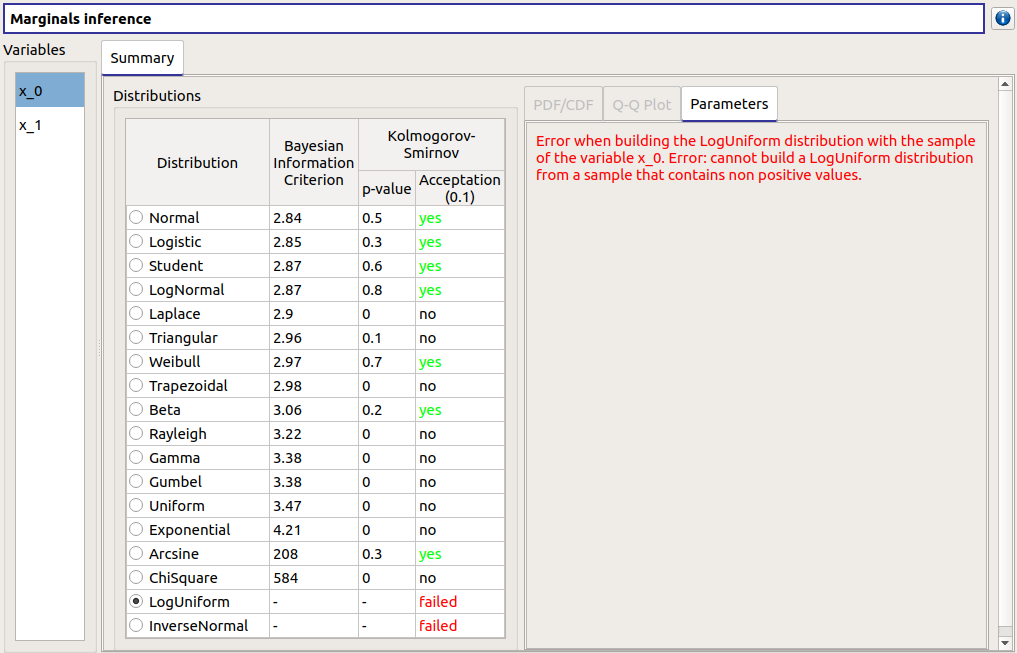 Marginals inference
Variables
x_0
x_1
Summary
Distributions
Distribution
Bayesian
Information
Criterion
Kolmogorov-
Smirnov
p-value
Acceptation
(0.1)
Normal 2.84 0.5 yes
Logistic 2.85 0.3 yes
Student 2.87 0.6 yes
LogNormal 2.87 0.8 yes
Laplace 2.9 0 no
Triangular 2.96 0.1 no
Weibull 2.97 0.7 yes
Trapezoidal 2.98 0 no
Beta 3.06 0.2 yes
Rayleigh 3.22 0 no
Gamma 3.38 0 no
Gumbel 3.38 0 no
Uniform 3.47 0 no
Exponential 4.21 0 no
Arcsine 208 0.3 yes
ChiSquare 584 0 no
LogUniform - - failed
InverseNormal - - failed
PDF/CDF
Q-Q Plot
Parameters
Error when building the LogUniform distribution with the sample
of the variable x_0. Error: cannot build a LogUniform distribution
from a sample that contains non positive values.